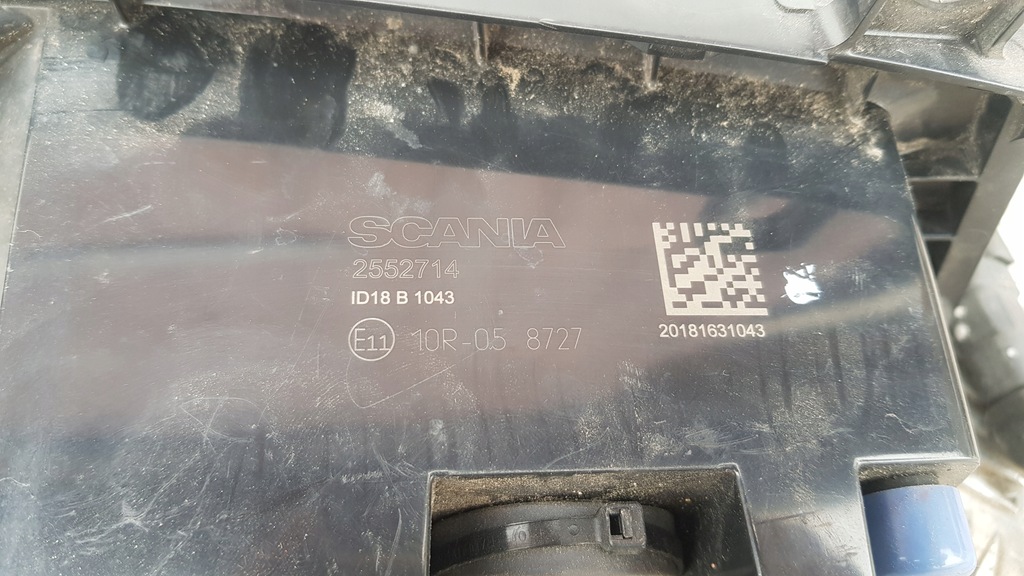 SCANIA
2552714
ID18 B 1043
E11 10R-05 8727
20181631043